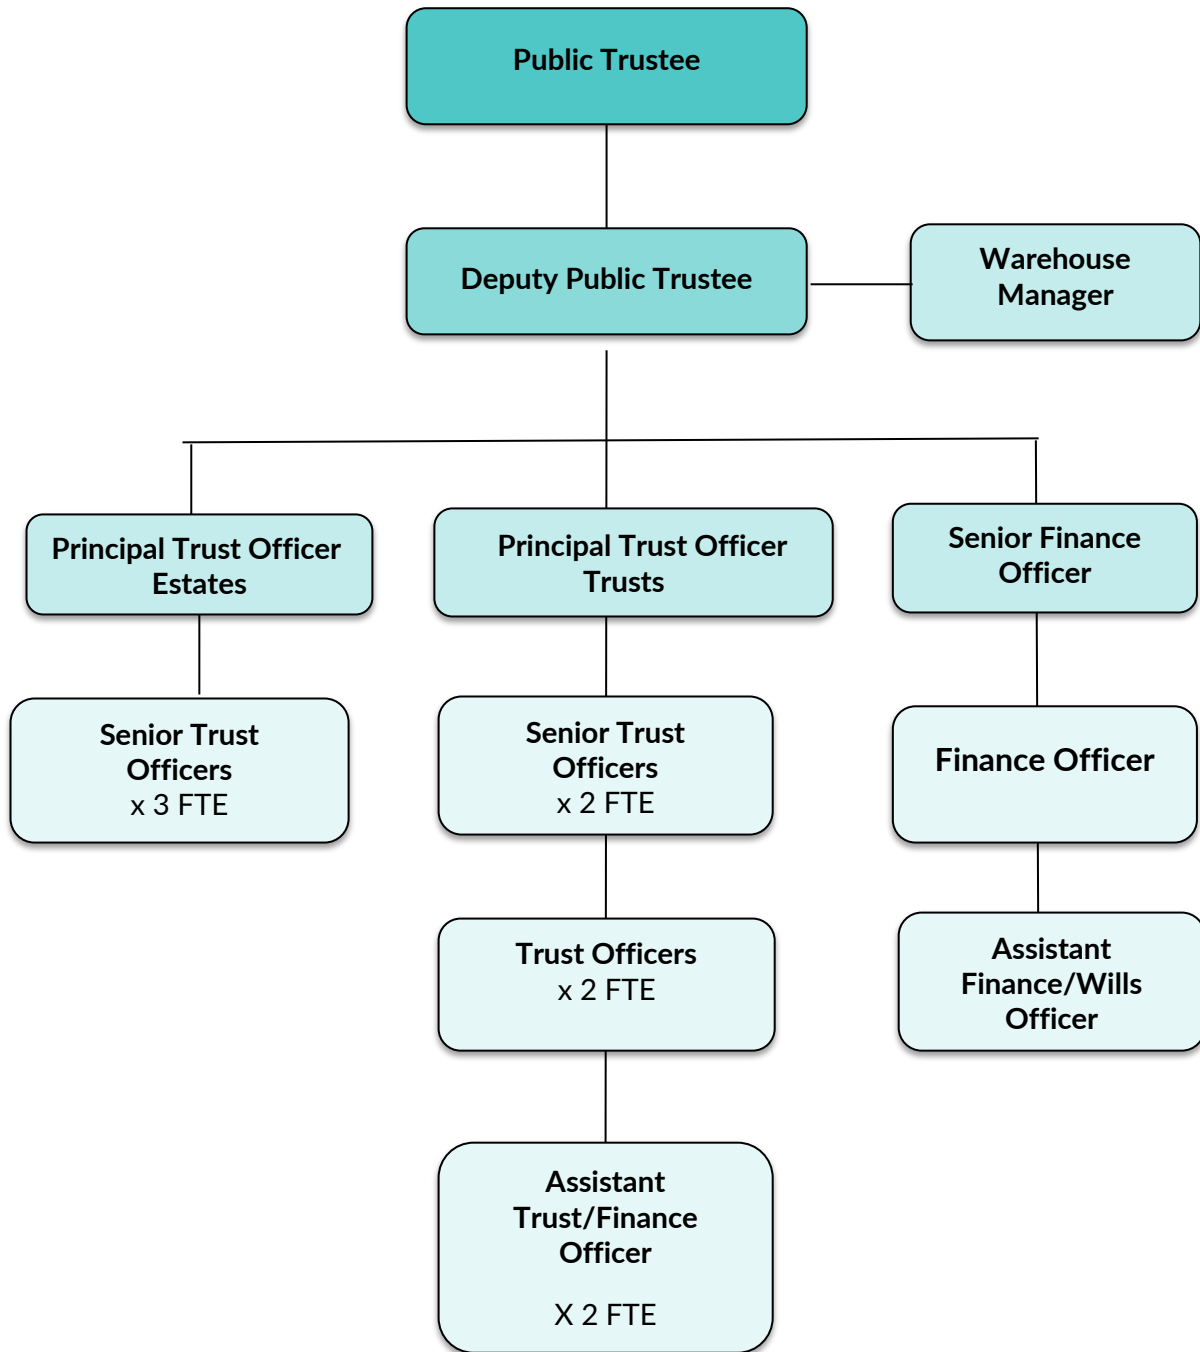 Public Trustee
Deputy Public Trustee
Warehouse
Manager
Principal Trust Officer
Estates
Principal Trust Officer
Trusts
Senior Finance
Officer
Senior Trust
Officers
x 3 FTE
Senior Trust
Officers
x 2 FTE
Finance Officer
Trust Officers
x 2 FTE
Assistant
Finance/Wills
Officer
Assistant
Trust/Finance
Officer
X 2 FTE